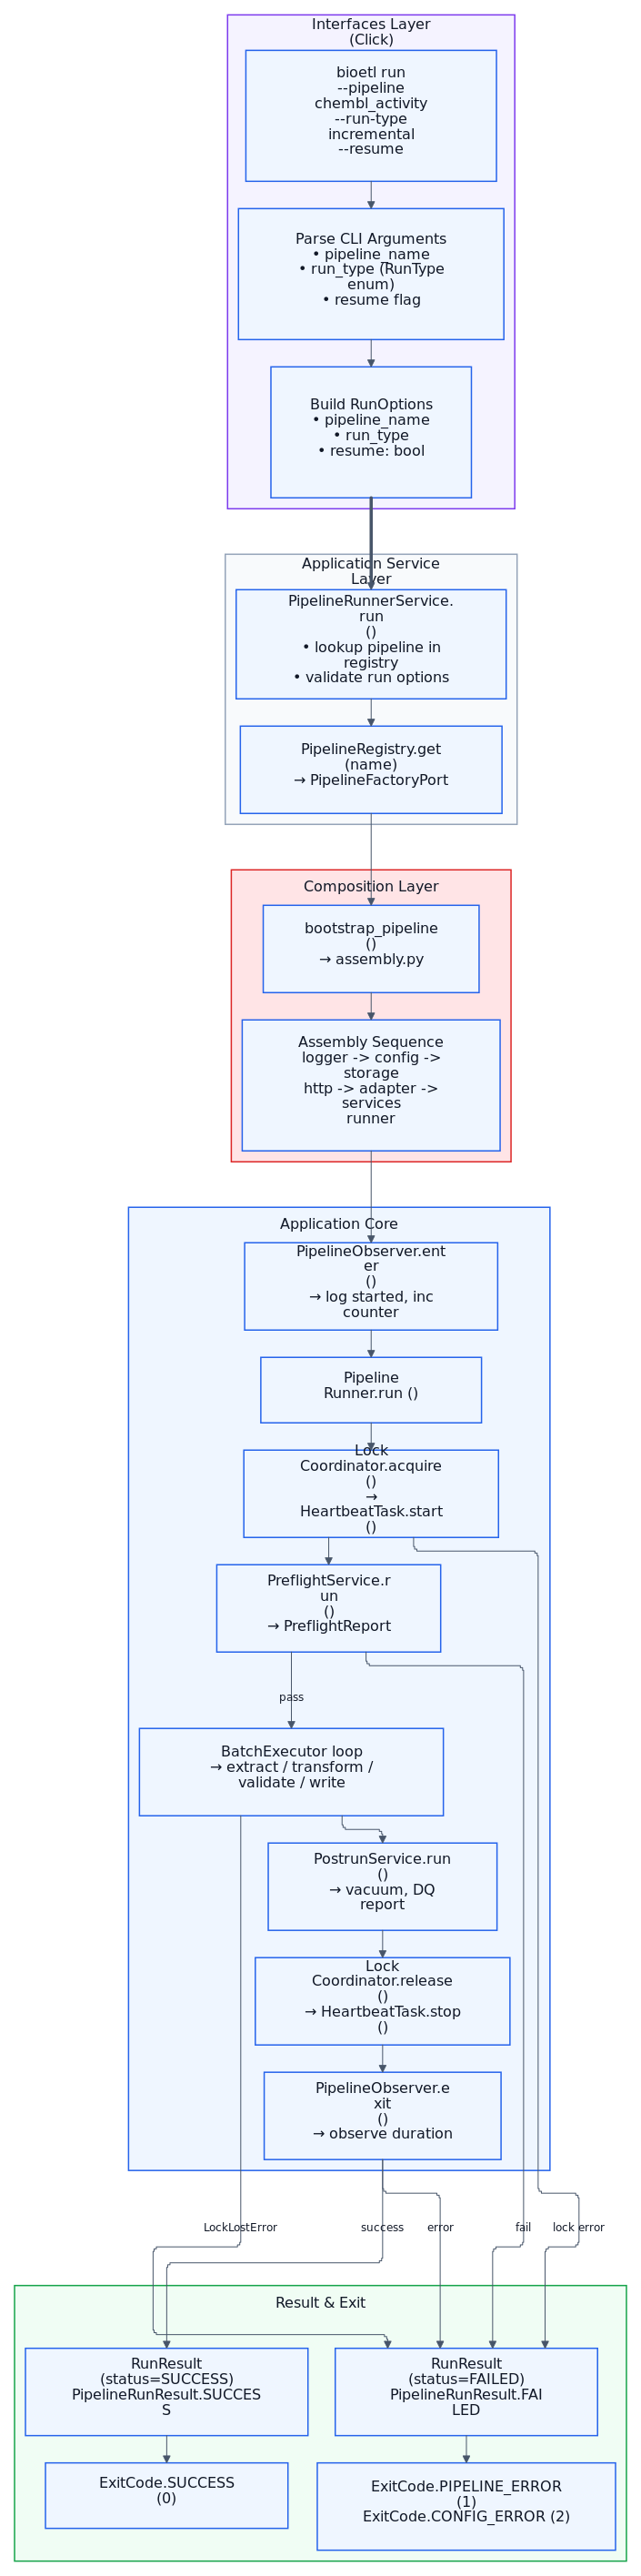 Interfaces Layer
(Click)
bioetl run
--pipeline
chembl_activity
--run-type
incremental
--resume
Parse CLI Arguments
• pipeline_name
• run_type (RunType
enum)
• resume flag
Build RunOptions
• pipeline_name
• run_type
• resume: bool
Application Service
Layer
PipelineRunnerService.
run
()
• lookup pipeline in
registry
• validate run options
PipelineRegistry.get
(name)
→ PipelineFactoryPort
Composition Layer
bootstrap_pipeline
()
→ assembly.py
Assembly Sequence
logger -> config ->
storage
http -> adapter ->
services
runner
Application Core
PipelineObserver.ent
er
()
→ log started, inc
counter
Pipeline
Runner.run ()
Lock
Coordinator.acquire
()
→
HeartbeatTask.start
()
PreflightService.r
un
()
→ PreflightReport
pass
BatchExecutor loop
→ extract / transform /
validate / write
PostrunService.run
()
→ vacuum, DQ
report
Lock
Coordinator.release
()
→ HeartbeatTask.stop
()
PipelineObserver.e
xit
()
→ observe duration
LockLostError
success
error
fail
lock error
Result & Exit
RunResult
(status=SUCCESS)
PipelineRunResult.SUCCES
S
RunResult
(status=FAILED)
PipelineRunResult.FAI
LED
ExitCode.SUCCESS
(0)
ExitCode.PIPELINE_ERROR
(1)
ExitCode.CONFIG_ERROR (2)